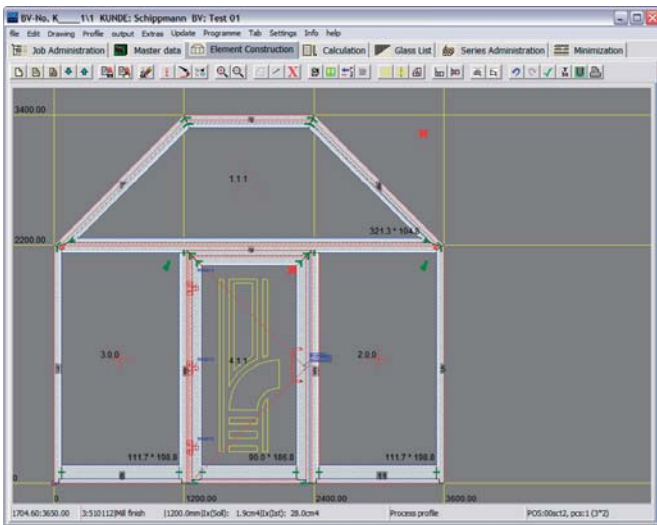 BV-No. K____1\1 KUNDE: Schippmann BV: Test 01
file Edit Drawing Profile output Extras Update Programme Tab Settings Info help
Job Administration Master data Element Construction Calculation Glass List Series Administration Minimization
3400.00
1.1.1
321.3 * 104.8
2200.00
3.0.0
4.1.1
2.0.0
111.7 * 198.8
90.0 * 186.8
111.7 * 198.8
0
0
1200.00
2400.00
3600.00
1704.60:3650.00 3:510112|Mill finish |1200.0mm|Ix(Soll): 1.9cm4|Ix(Ist): 28.0cm4 Process profile POS:00sct2, pcs:1 (3*2)